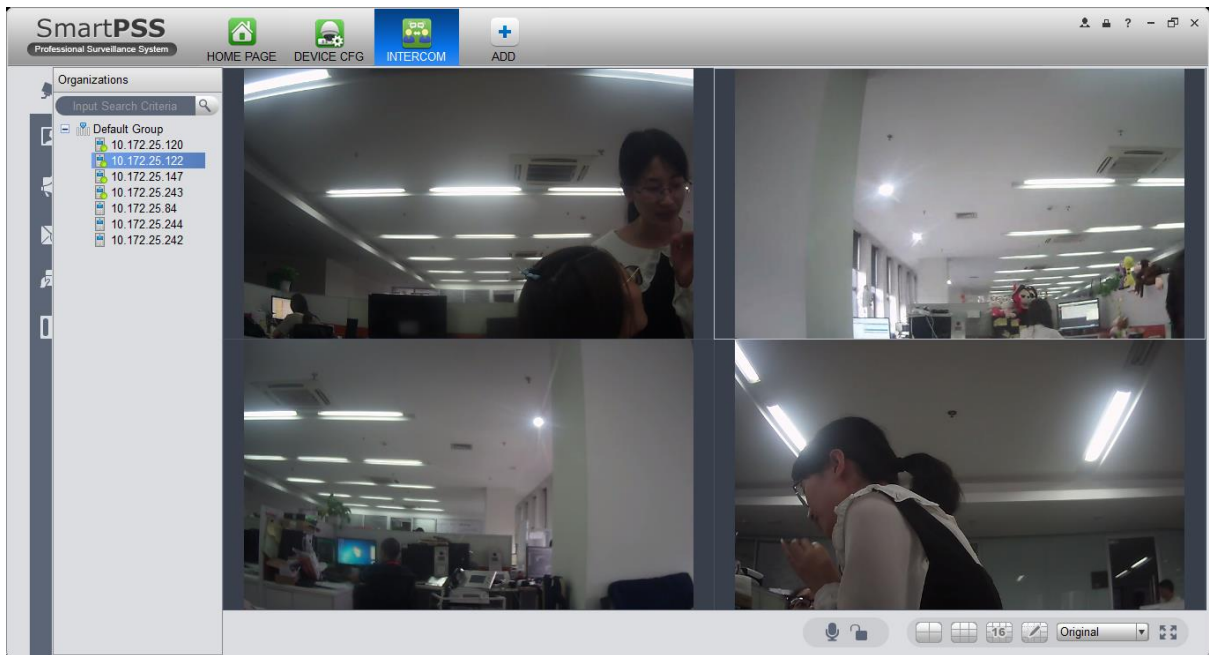 SmartPSS
Professional Surveillance System
HOME PAGE
DEVICE CFG
INTERCOM
ADD
?
Organizations
Input Search Criteria
Default Group
10.172.25.120
10.172.25.122
10.172.25.147
10.172.25.243
10.172.25.84
10.172.25.244
10.172.25.242
16
Original